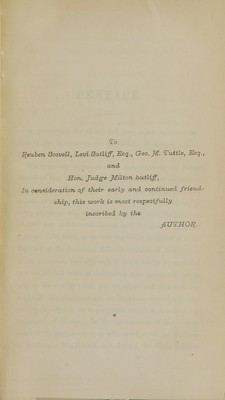 To
Reuben Scovell, Levi Sutliff, Esq., Geo. M. Tuttle, Esq.,
and
Hon. Judge Milton Sutliff,
In consideration of their early and continued friend-
ship, this work is most respectfully
inscribed by the
AUTHOR.